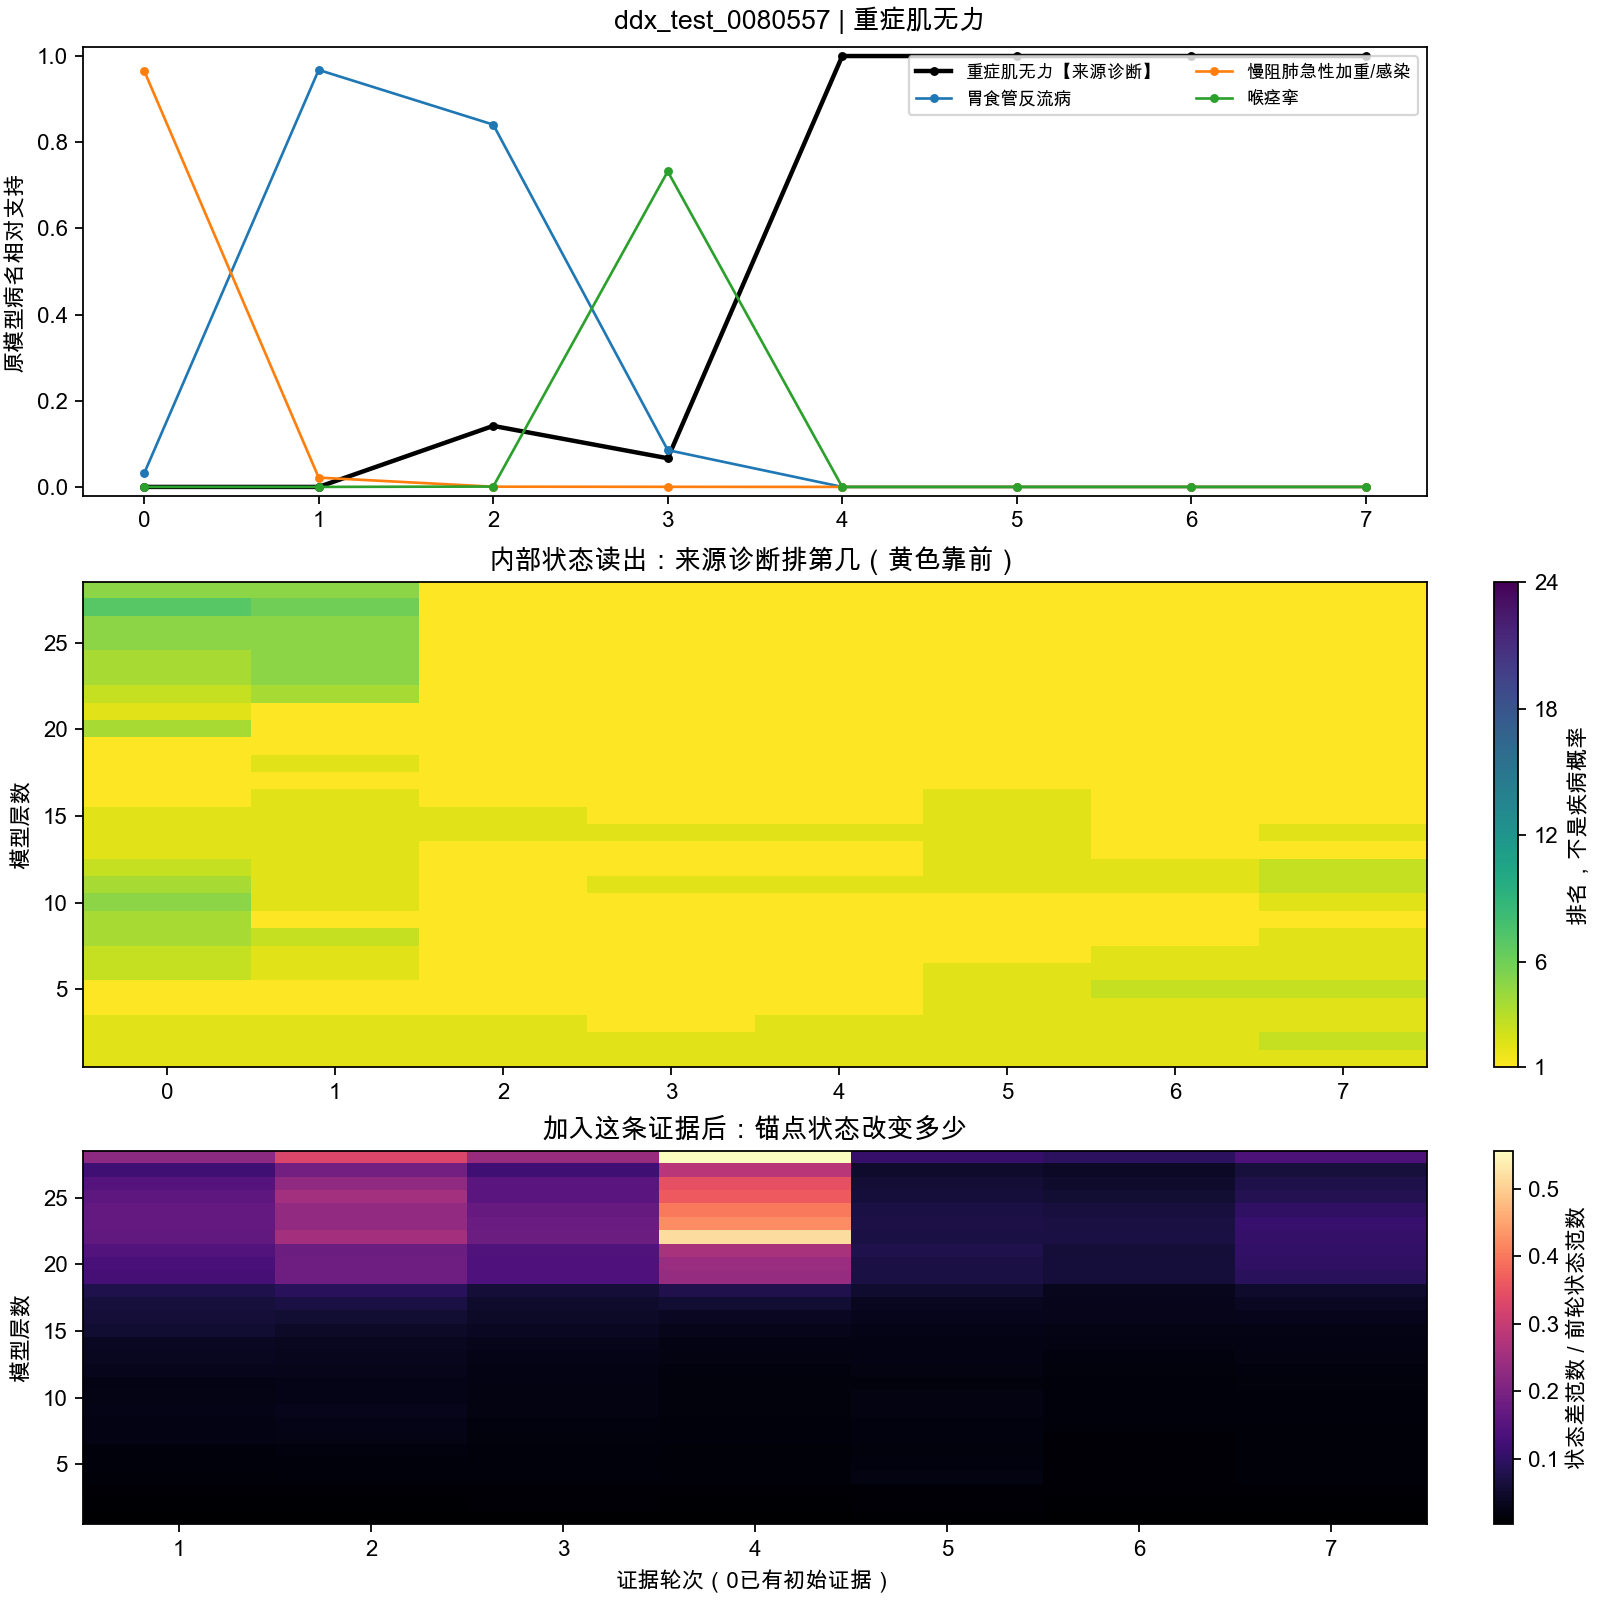 ddx_test_0080557 | 重症肌无力
原模型病名相对支持
1.0
0.8
0.6
0.4
0.2
0.0
重症肌无力【来源诊断】
胃食管反流病
慢阻肺急性加重/感染
喉痉挛
0 1 2 3 4 5 6 7
内部状态读出：来源诊断排第几（黄色靠前）
模型层数
25
20
15
10
5
0 1 2 3 4 5 6 7
24
18
12
6
1
排名，不是疾病概率
加入这条证据后：锚点状态改变多少
模型层数
25
20
15
10
5
1 2 3 4 5 6 7
证据轮次（0已有初始证据）
0.5
0.4
0.3
0.2
0.1
状态差范数 / 前轮状态范数